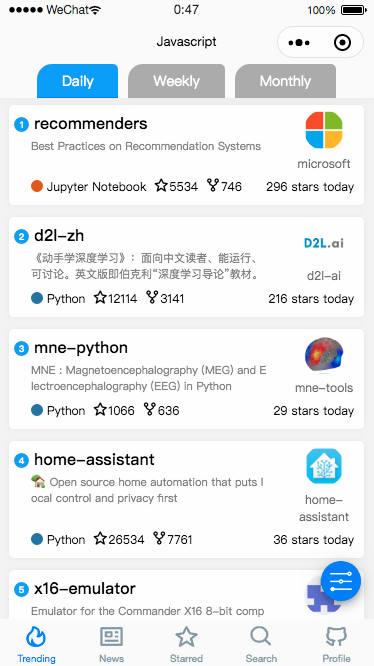 WeChat 0:47 100%
Javascript
Daily Weekly Monthly
1 recommenders
Best Practices on Recommendation Systems
microsoft
Jupyter Notebook 5534 746 296 stars today
2 d2l-zh
D2L.ai
《动手学深度学习》：面向中文读者、能运行、
可讨论。英文版即伯克利“深度学习导论”教材。
d2l-ai
Python 12114 3141 216 stars today
3 mne-python
MNE : Magnetoencephalography (MEG) and E
lectroencephalography (EEG) in Python
mne-tools
Python 1066 636 29 stars today
4 home-assistant
🏡 Open source home automation that puts l
ocal control and privacy first
home-
assistant
Python 26534 7761 36 stars today
5 x16-emulator
Emulator for the Commander X16 8-bit comp
Trending News Starred Search Profile